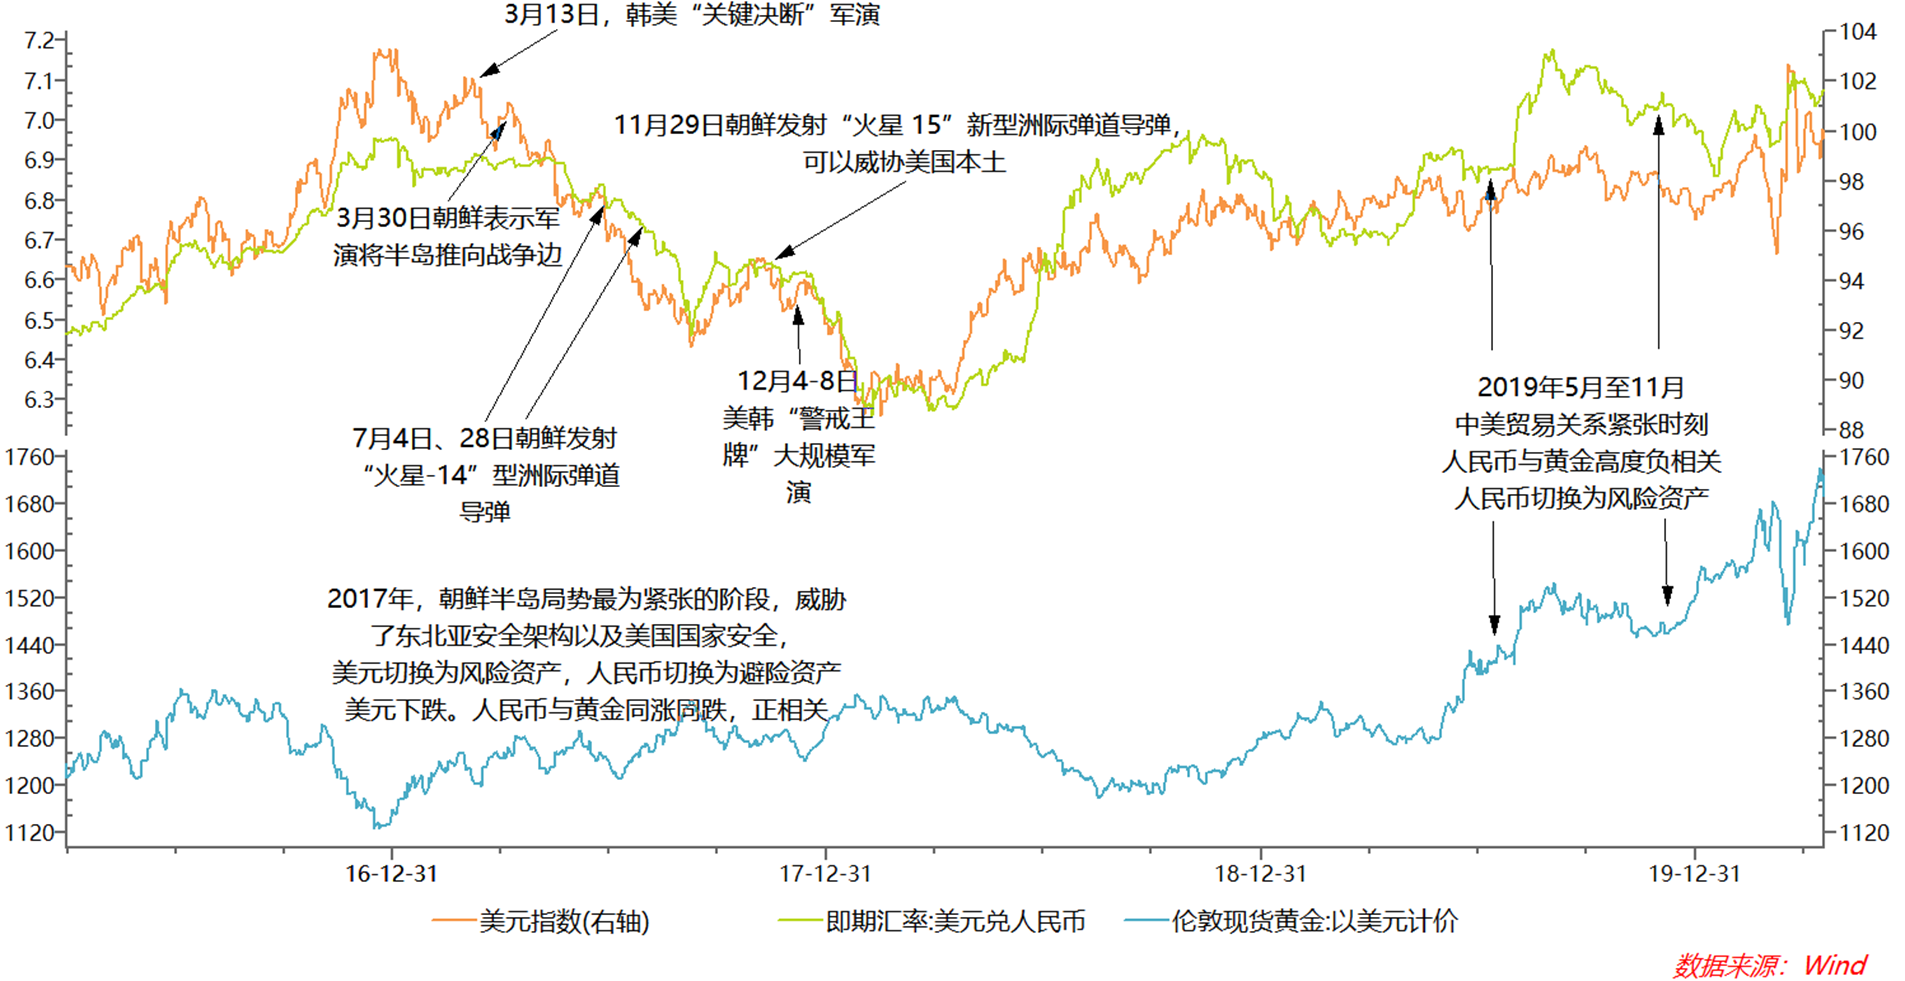 3月13日，韩美“关键决断”军演
7.2
7.1
7.0
6.9
6.8
6.7
6.6
6.5
6.4
6.3
104
102
100
98
96
94
92
90
88
11月29日朝鲜发射“火星 15”新型洲际弹道导弹，
可以威协美国本土
3月30日朝鲜表示军
演将半岛推向战争边
7月4日、28日朝鲜发射
“火星-14”型洲际弹道
导弹
12月4-8日
美韩“警戒王
牌”大规模军
演
2019年5月至11月
中美贸易关系紧张时刻
人民币与黄金高度负相关
人民币切换为风险资产
1760
1680
1600
1520
1440
1360
1280
1200
1120
1760
1680
1600
1520
1440
1360
1280
1200
1120
2017年，朝鲜半岛局势最为紧张的阶段，威胁
了东北亚安全架构以及美国国家安全，
美元切换为风险资产，人民币切换为避险资产
美元下跌。人民币与黄金同涨同跌，正相关
16-12-31
17-12-31
18-12-31
19-12-31
美元指数(右轴)
即期汇率:美元兑人民币
伦敦现货黄金:以美元计价
数据来源：Wind